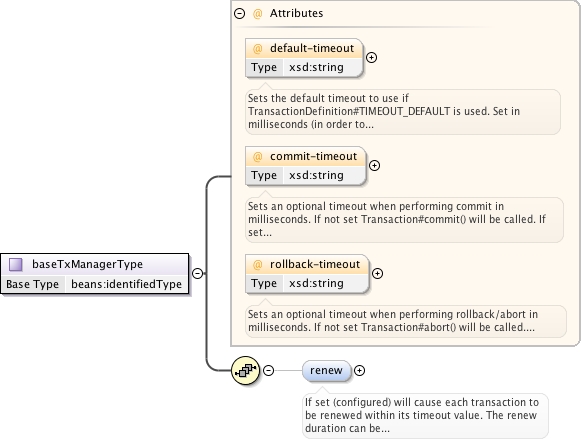 Attributes
@ default-timeout
Type xsd:string
Sets the default timeout to use if
TransactionDefinition#TIMEOUT_DEFAULT is used. Set in
milliseconds (in order to...
@ commit-timeout
Type xsd:string
Sets an optional timeout when performing commit in
milliseconds. If not set Transaction#commit() will be called. If
set...
baseTxManagerType
Base Type beans:identifiedType
@ rollback-timeout
Type xsd:string
Sets an optional timeout when performing rollback/abort in
milliseconds. If not set Transaction#abort() will be called....
renew
If set (configured) will cause each transaction to
be renewed within its timeout value. The renew
duration can be...